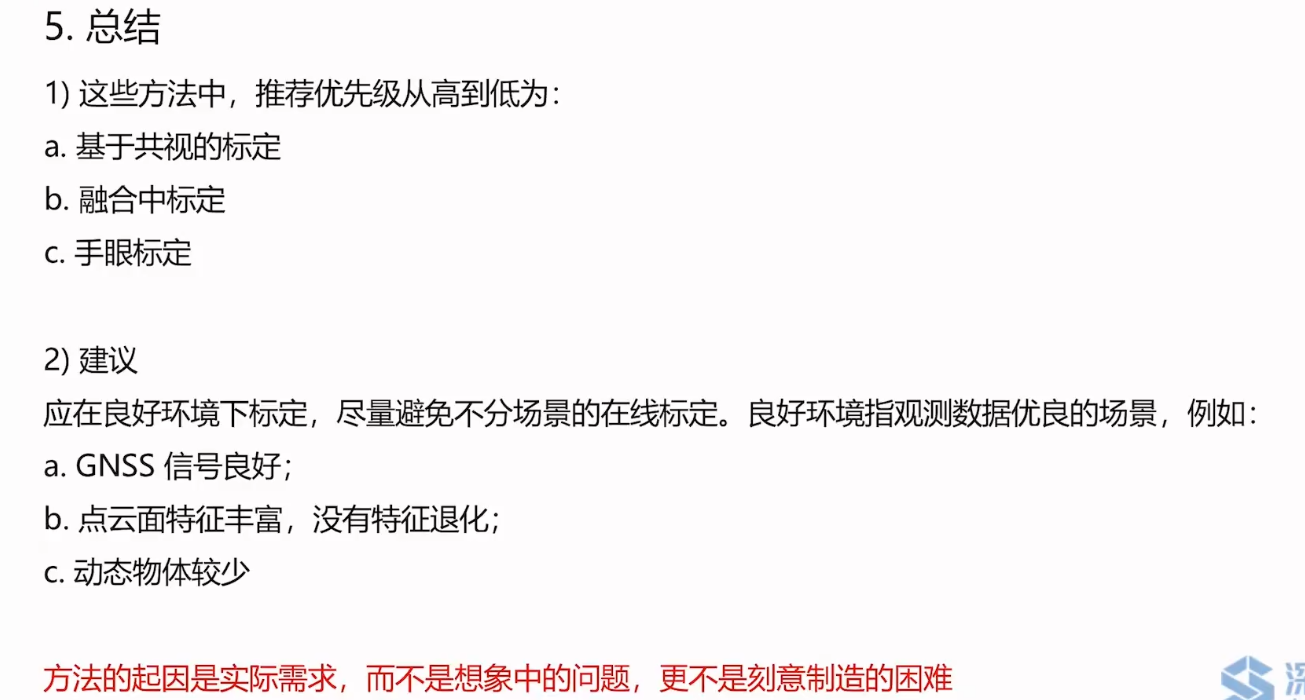 5. 总结
1) 这些方法中，推荐优先级从高到低为：
a. 基于共视的标定
b. 融合中标定
c. 手眼标定
2) 建议
应在良好环境下标定，尽量避免不分场景的在线标定。良好环境指观测数据优良的场景，例如：
a. GNSS 信号良好；
b. 点云面特征丰富，没有特征退化；
c. 动态物体较少
方法的起因是实际需求，而不是想象中的问题，更不是刻意制造的困难